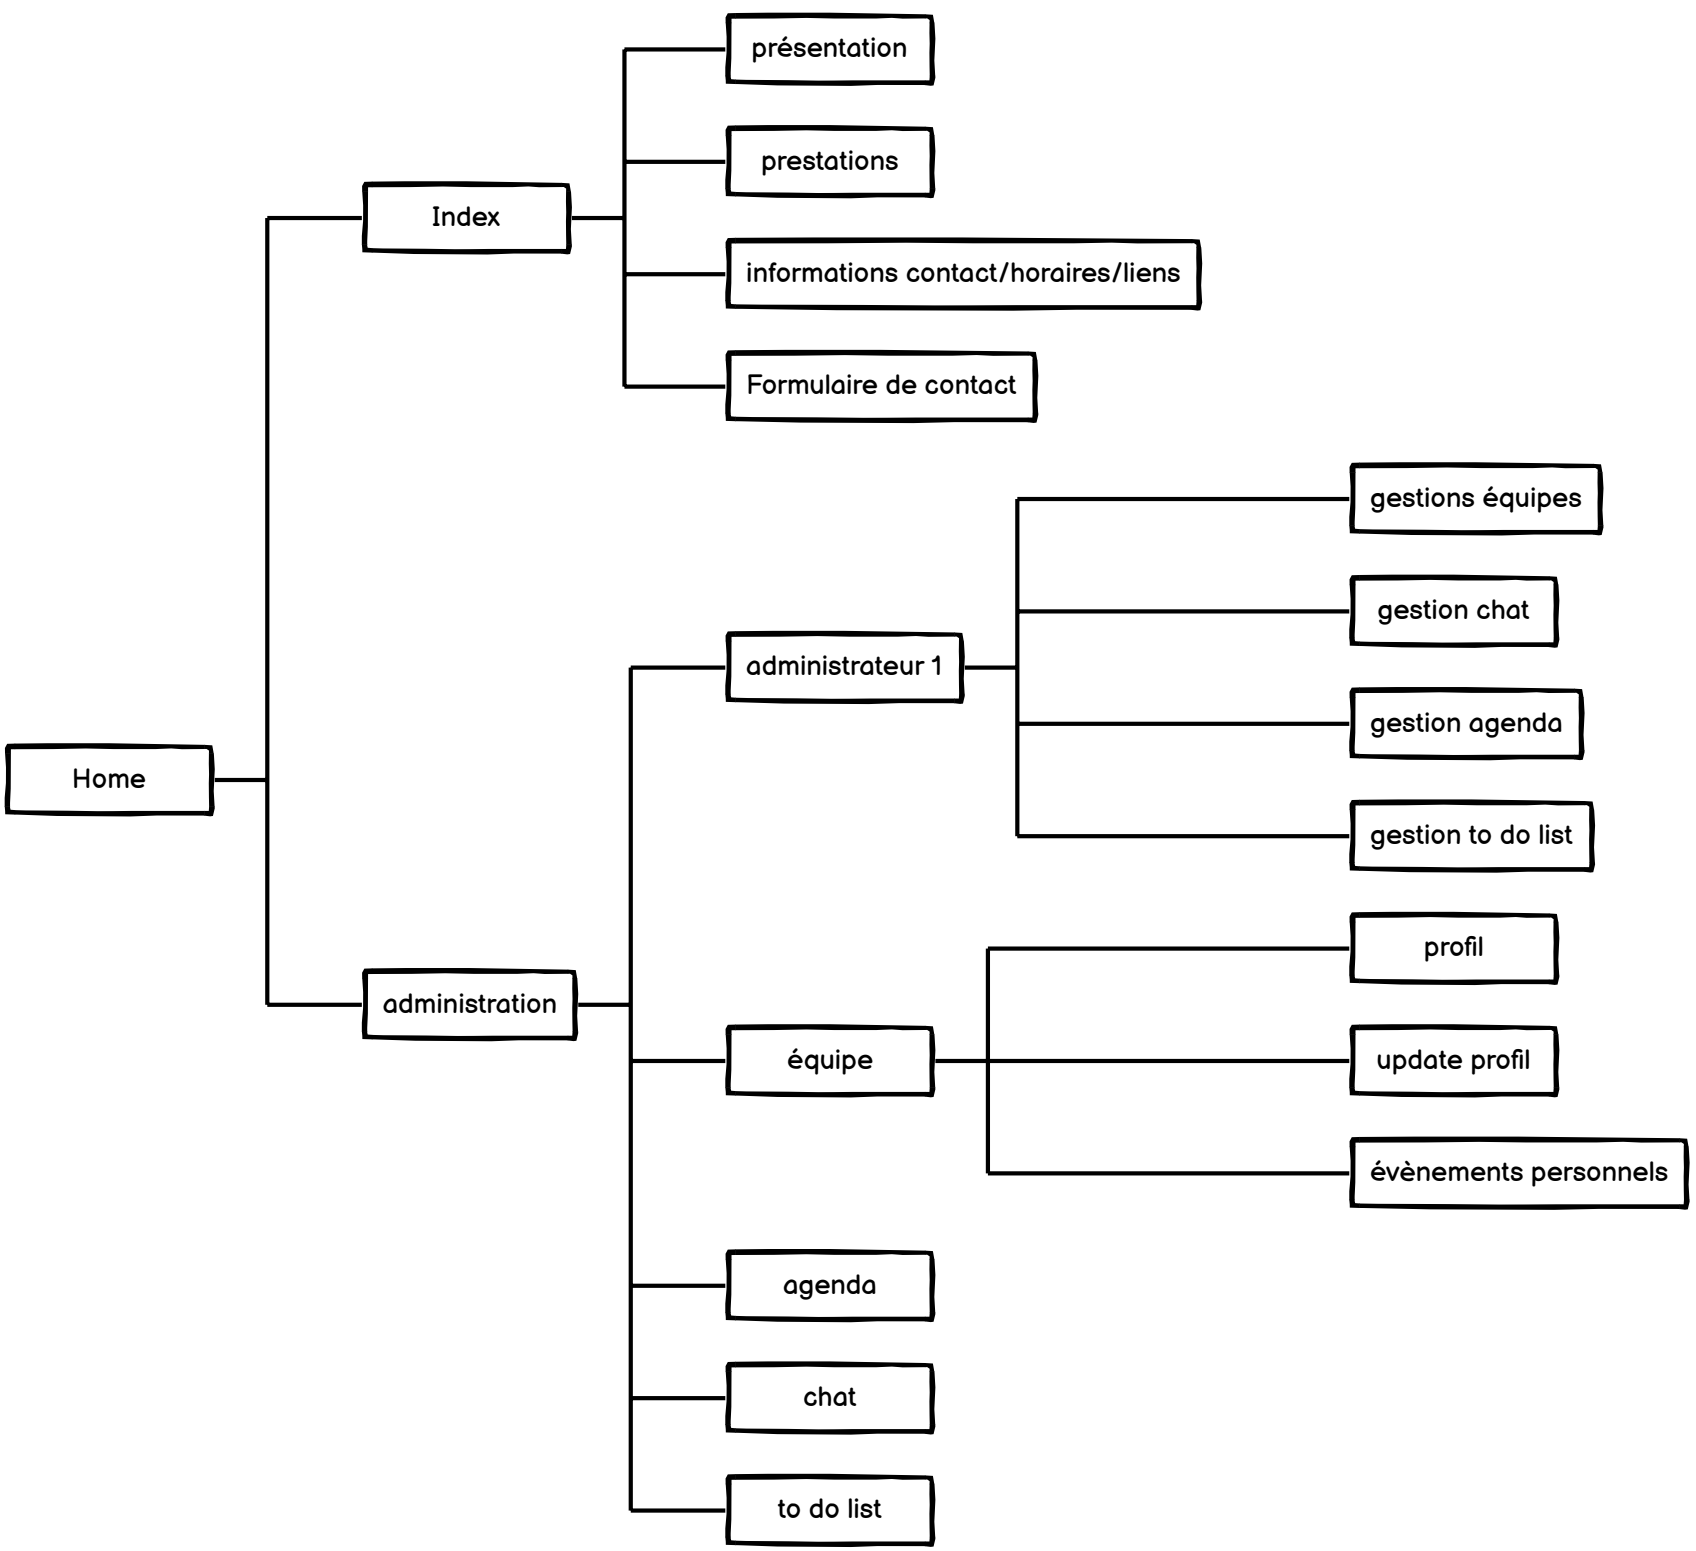 présentation
prestations
Index
informations contact/horaires/liens
Formulaire de contact
gestions équipes
gestion chat
administrateur 1
gestion agenda
Home
gestion to do list
profil
administration
équipe
update profil
évènements personnels
agenda
chat
to do list